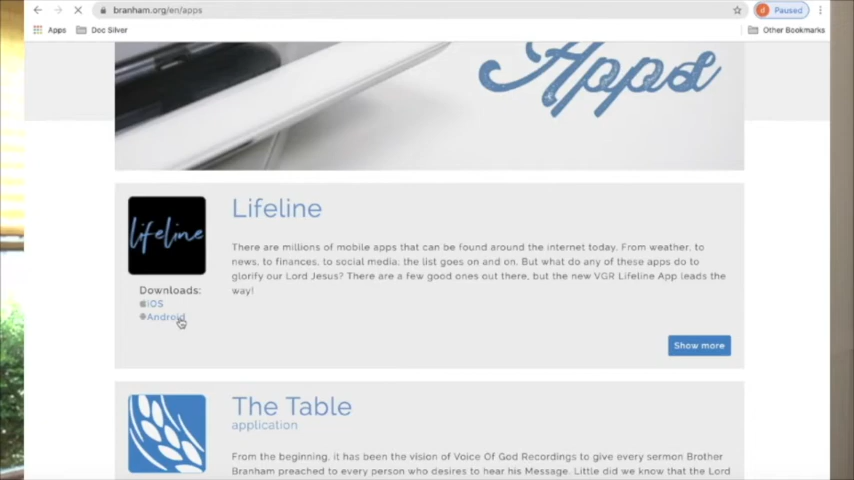 branham.org/en/apps
d Paused
Apps Doc Silver Other Bookmarks
Apps
lifeline
Lifeline
There are millions of mobile apps that can be found around the internet today. From weather, to
news, to finances, to social media; the list goes on and on. But what do any of these apps do to
glorify our Lord Jesus? There are a few good ones out there, but the new VGR Lifeline App leads the
way!
Downloads:
iOS
Android
Show more
The Table
application
From the beginning, it has been the vision of Voice Of God Recordings to give every sermon Brother
Branham preached to every person who desires to hear his Message. Little did we know that the Lord